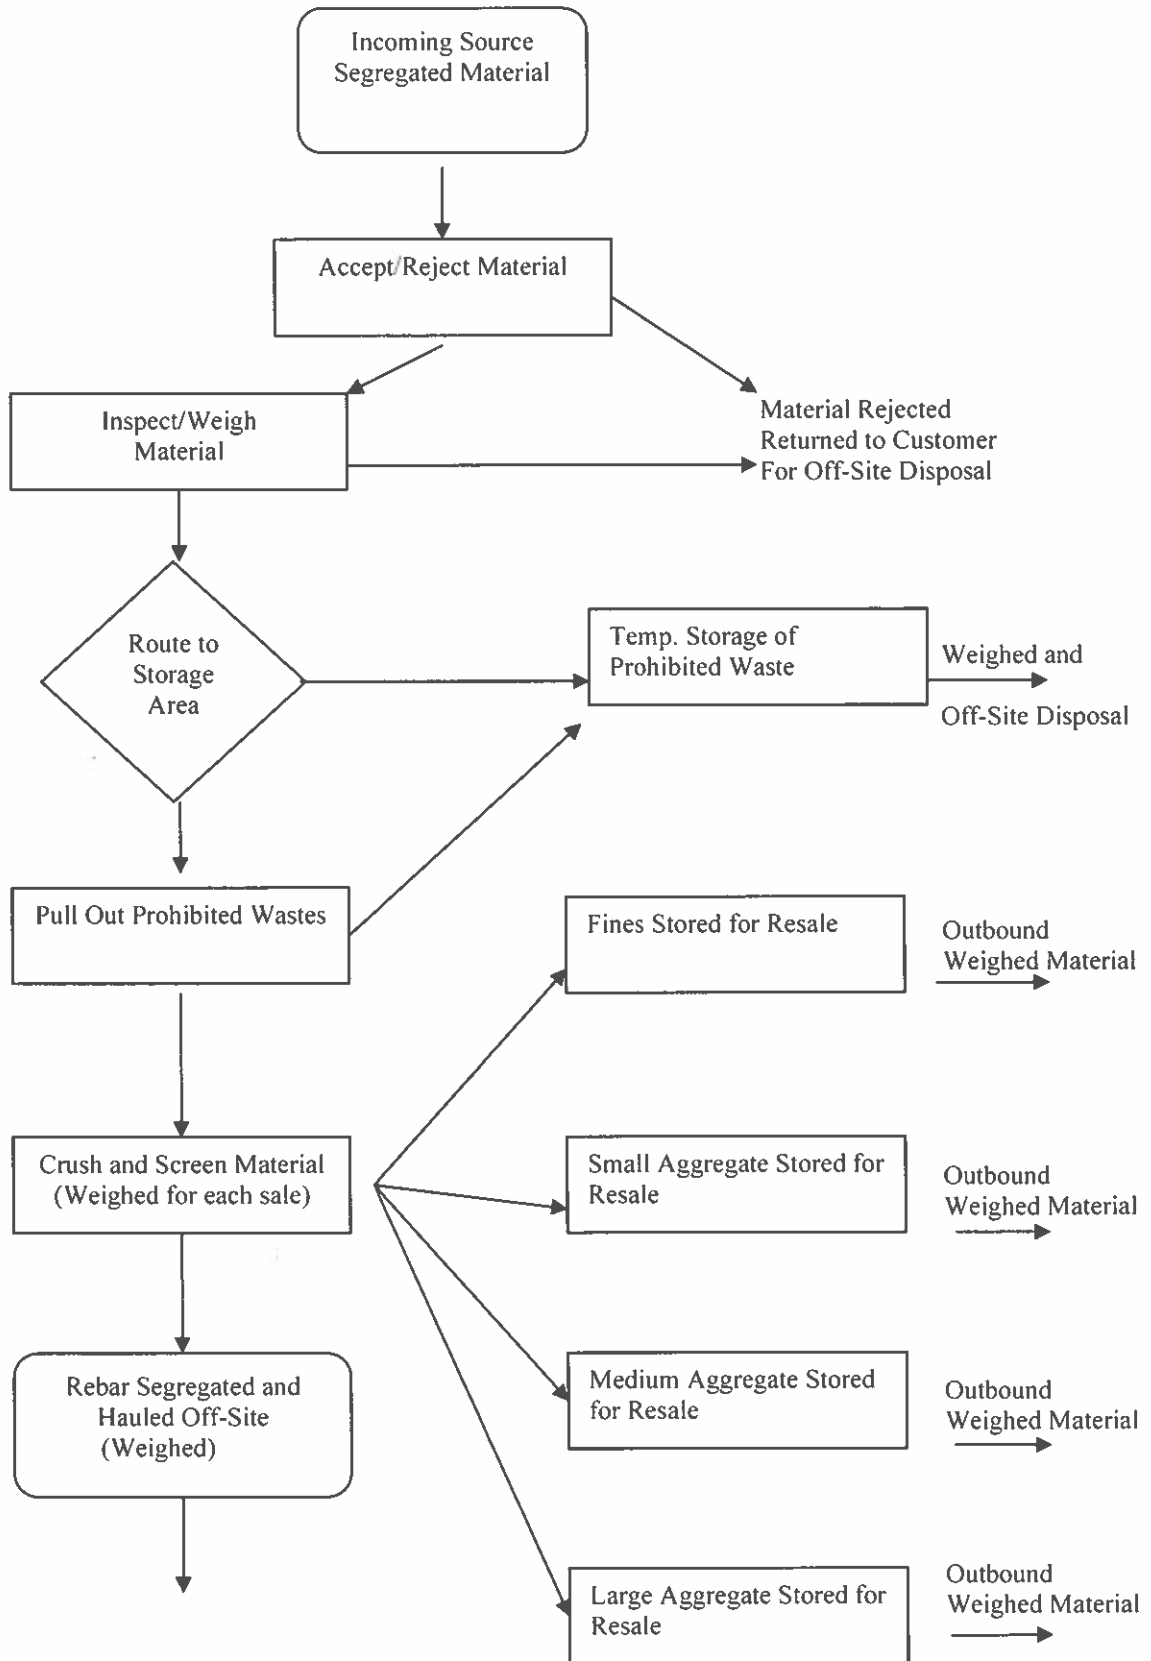 Incoming Source
Segregated Material
Accept/Reject Material
Inspect/Weigh
Material
Material Rejected
Returned to Customer
For Off-Site Disposal
Route to
Storage
Area
Temp. Storage of
Prohibited Waste
Weighed and
Off-Site Disposal
Pull Out Prohibited Wastes
Fines Stored for Resale
Outbound
Weighed Material
Crush and Screen Material
(Weighed for each sale)
Small Aggregate Stored for
Resale
Outbound
Weighed Material
Rebar Segregated and
Hauled Off-Site
(Weighed)
Medium Aggregate Stored
for Resale
Outbound
Weighed Material
Large Aggregate Stored for
Resale
Outbound
Weighed Material